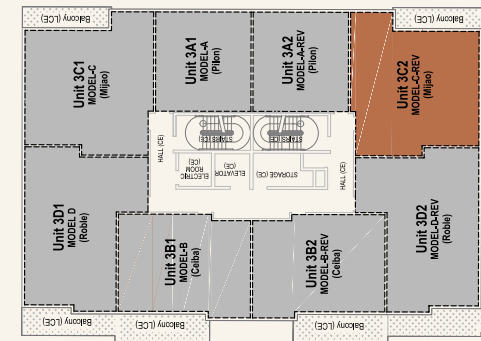 Balcony (LCE)
Balcony (LCE)
Unit 3C1
MODEL-C
(Mijao)
Unit 3A1
MODEL-A
(Pilon)
Unit 3A2
MODEL-A-REV
(Pilon)
Unit 3C2
MODEL-C-REV
(Mijao)
STAIRS (CE)
STAIRS (CE)
HALL (CE)
ELECTRIC
ROOM
(CE)
ELEVATOR
(CE)
STORAGE (CE)
HALL (CE)
Unit 3D1
MODEL D
(Roble)
Unit 3B1
MODEL-B
(Ceiba)
Unit 3B2
MODEL-B-REV
(Ceiba)
Unit 3D2
MODEL-D-REV
(Roble)
Balcony (LCE)
Balcony (LCE)
Balcony (LCE)
Balcony (LCE)